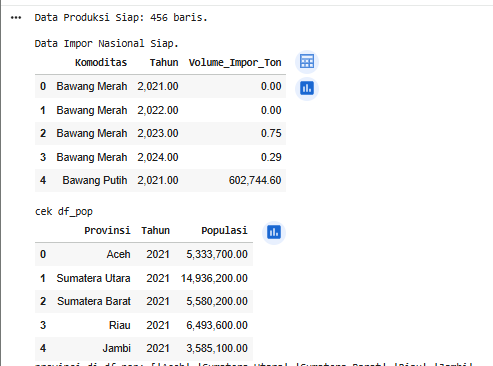 Data Produksi Siap: 456 baris.
Data Impor Nasional Siap.
Komoditas Tahun Volume_Impor_Ton
0 Bawang Merah 2,021.00 0.00
1 Bawang Merah 2,022.00 0.00
2 Bawang Merah 2,023.00 0.75
3 Bawang Merah 2,024.00 0.29
4 Bawang Putih 2,021.00 602,744.60
cek df_pop
Provinsi Tahun Populasi
0 Aceh 2021 5,333,700.00
1 Sumatera Utara 2021 14,936,200.00
2 Sumatera Barat 2021 5,580,200.00
3 Riau 2021 6,493,600.00
4 Jambi 2021 3,585,100.00
provinsi di df_pop: ['Aceh' 'Sumatera Utara' 'Sumatera Barat' 'Riau' 'Jambi'